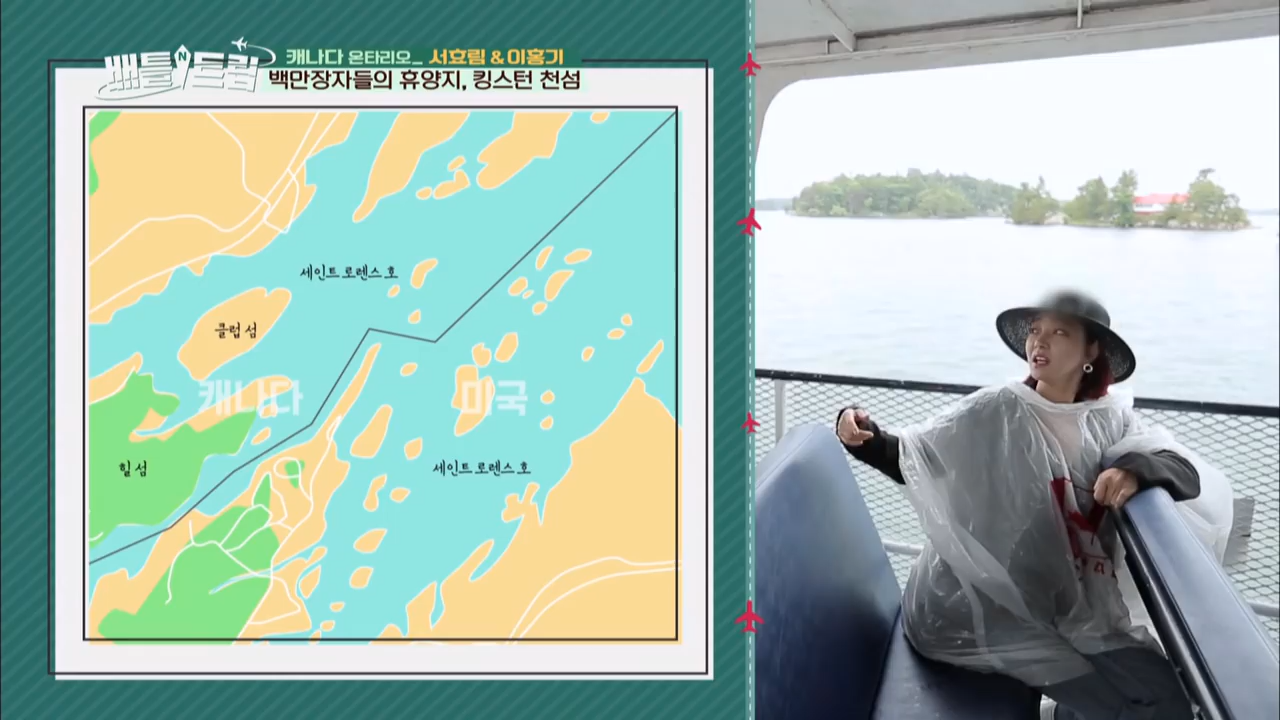 배틀트립
캐나다 온타리오_ 서효림 & 이홍기
백만장자들의 휴양지, 킹스턴 천섬
N
세인트 로렌스 호
클럽 섬
캐나다
미국
힐 섬
세인트 로렌스 호